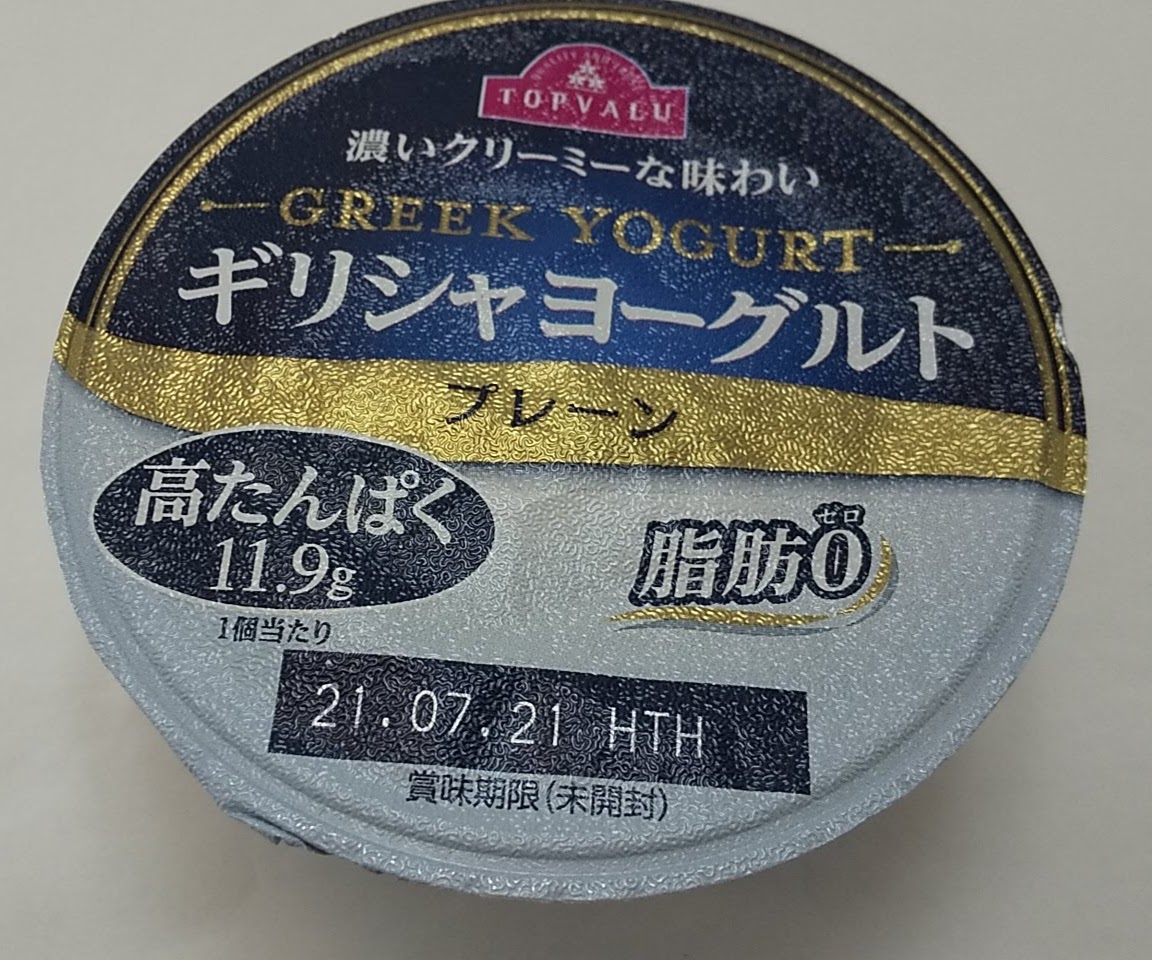 TOPVALU
濃いクリーミーな味わい
GREEK YOGURT
ギリシャヨーグルト
プレーン
高たんぱく
11.9g
1個当たり
ゼロ
脂肪0
21.07.21 HTH
賞味期限(未開封)